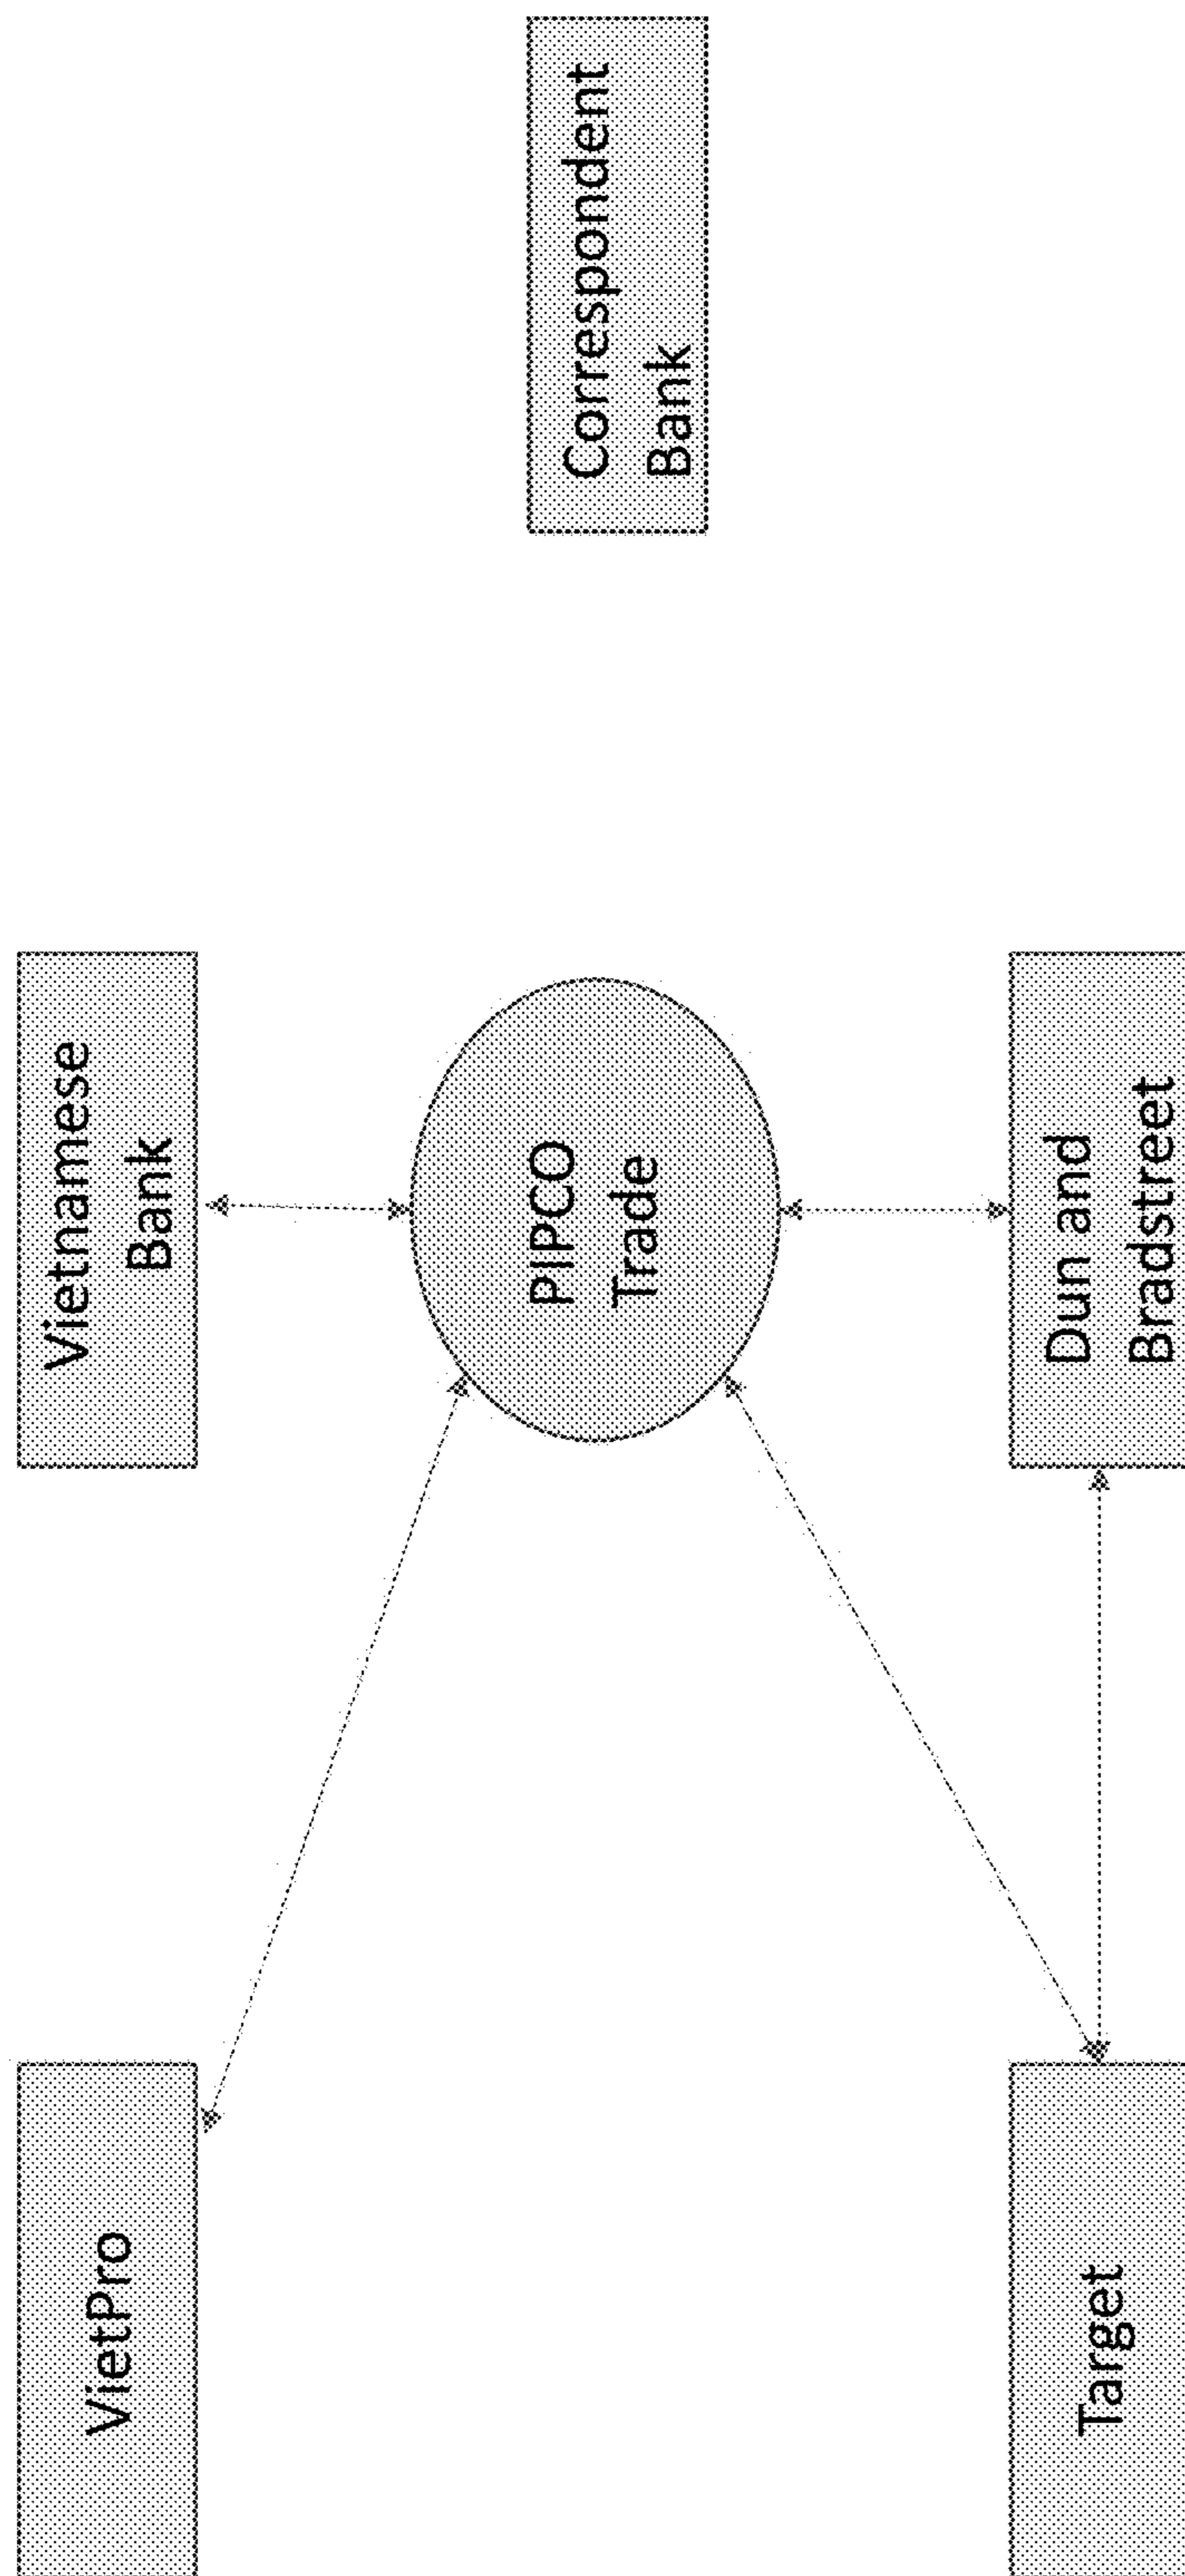 VietPro
Vietnamese
Bank
PIPCO
Trade
Correspondent
Bank
Target
Dun and
Bradstreet